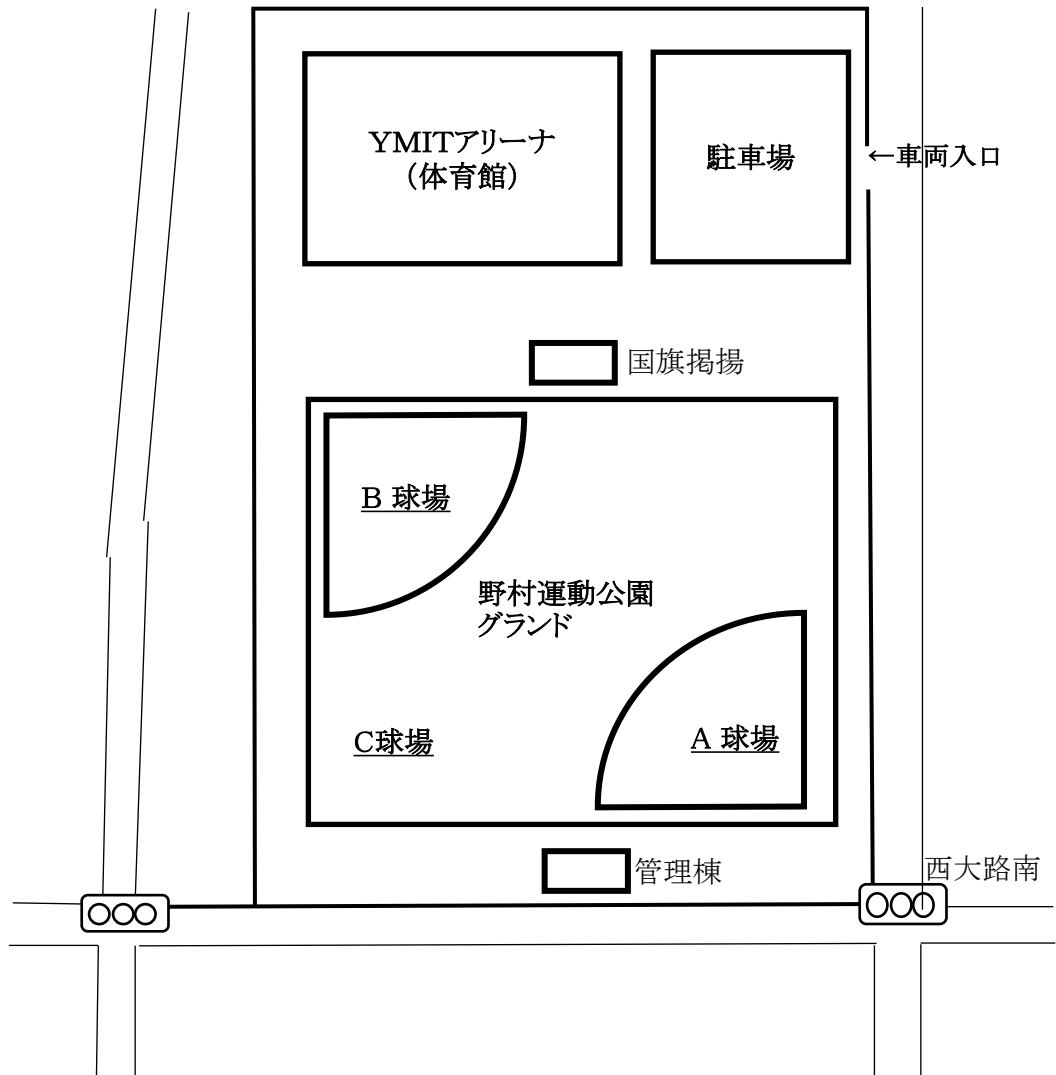 YMITアリーナ
（体育館）
駐車場
←車両入口
国旗掲揚
B 球場
野村運動公園
グランド
C球場
A 球場
管理棟
西大路南